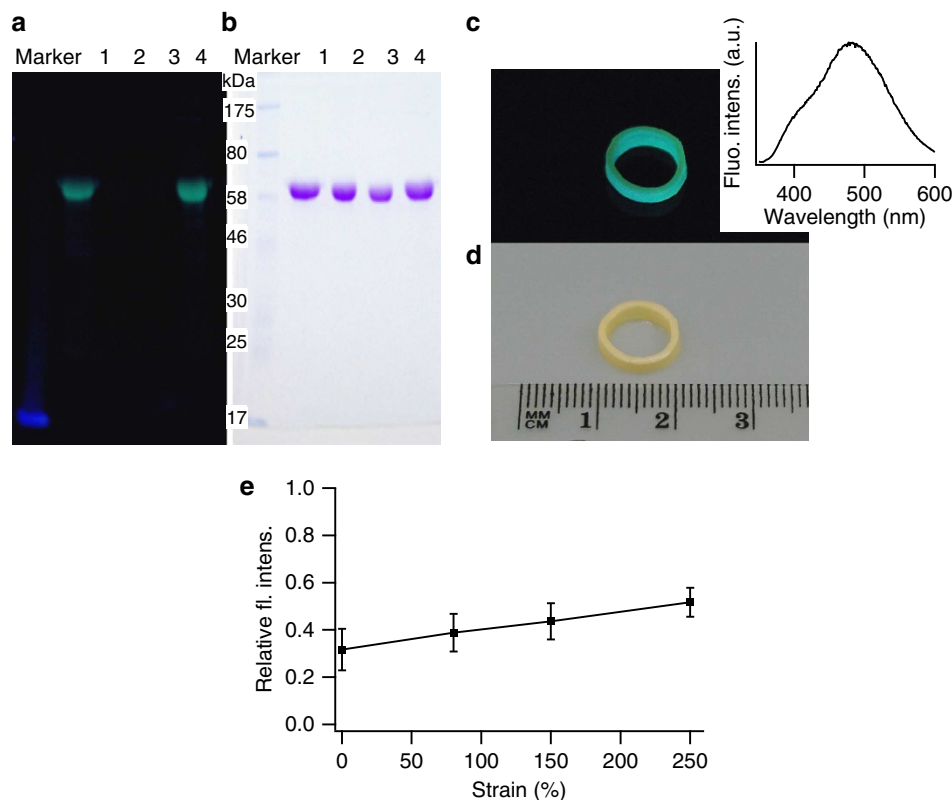 a
b
Marker 1 2 3 4
Marker 1 2 3 4
kDa
175
80
58
46
30
25
17
c
Fluo. intens. (a.u.)
400 500 600
Wavelength (nm)
d
MM
CM
1 2 3
e
Relative fl. intens.
1.0
0.8
0.6
0.4
0.2
0.0
0 50 100 150 200 250
Strain (%)